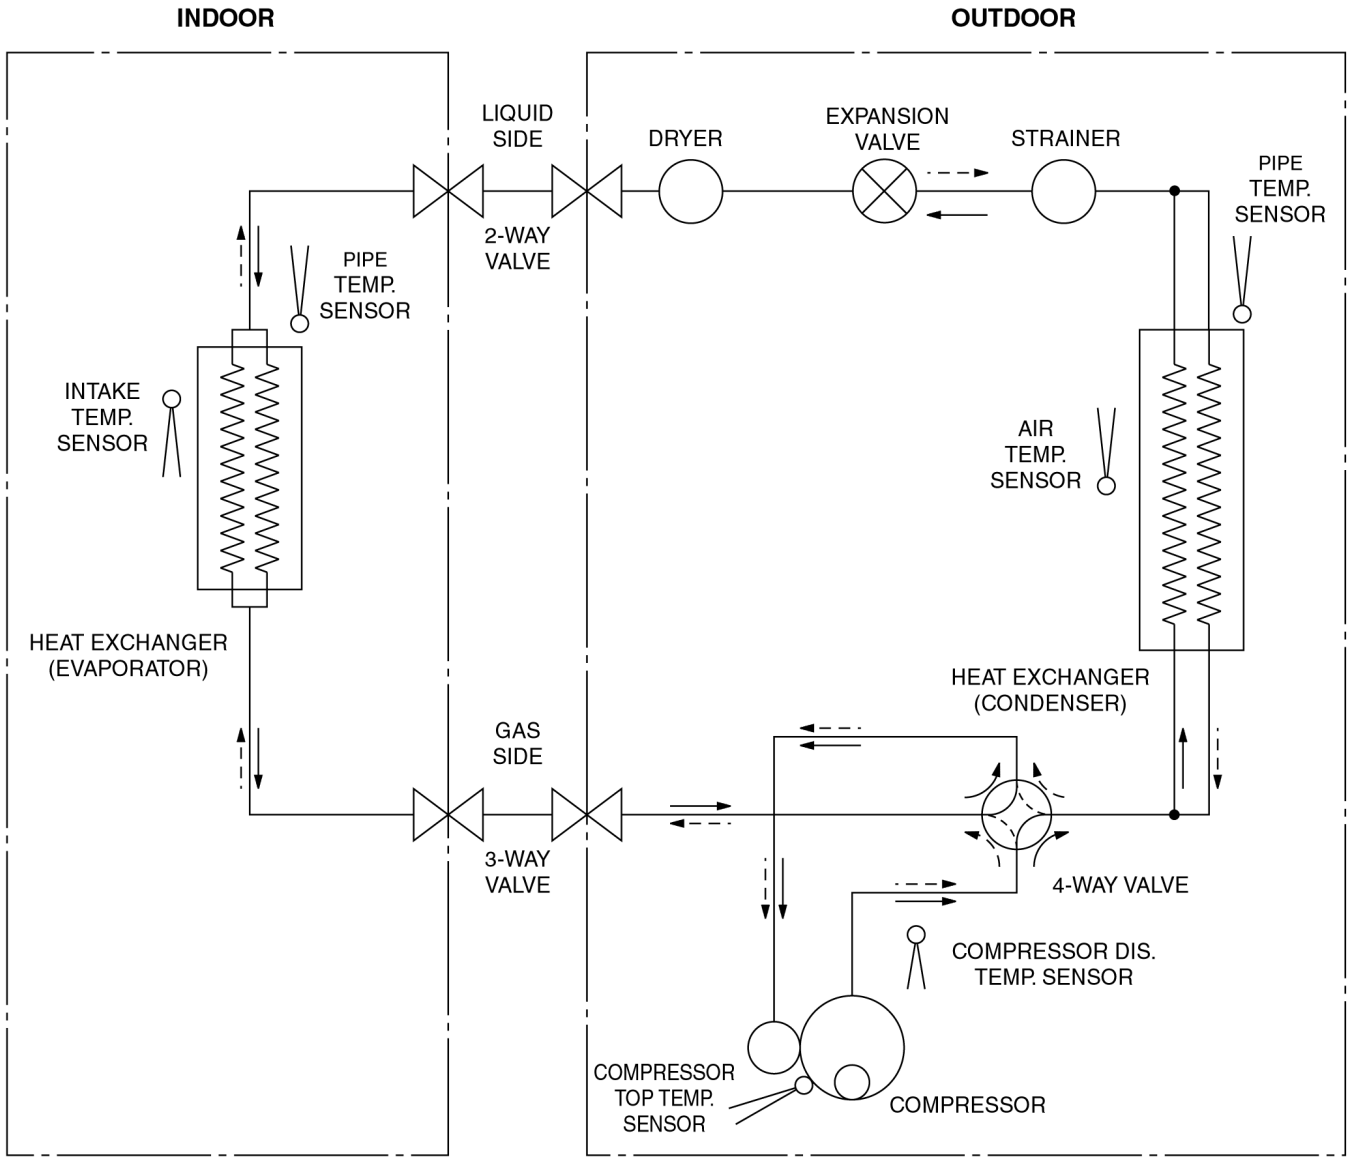 INDOOR
OUTDOOR
LIQUID
SIDE
DRYER
EXPANSION
VALVE
STRAINER
PIPE
TEMP.
SENSOR
2-WAY
VALVE
PIPE
TEMP.
SENSOR
INTAKE
TEMP.
SENSOR
AIR
TEMP.
SENSOR
HEAT EXCHANGER
(EVAPORATOR)
HEAT EXCHANGER
(CONDENSER)
GAS
SIDE
3-WAY
VALVE
4-WAY VALVE
COMPRESSOR DIS.
TEMP. SENSOR
COMPRESSOR
TOP TEMP.
SENSOR
COMPRESSOR